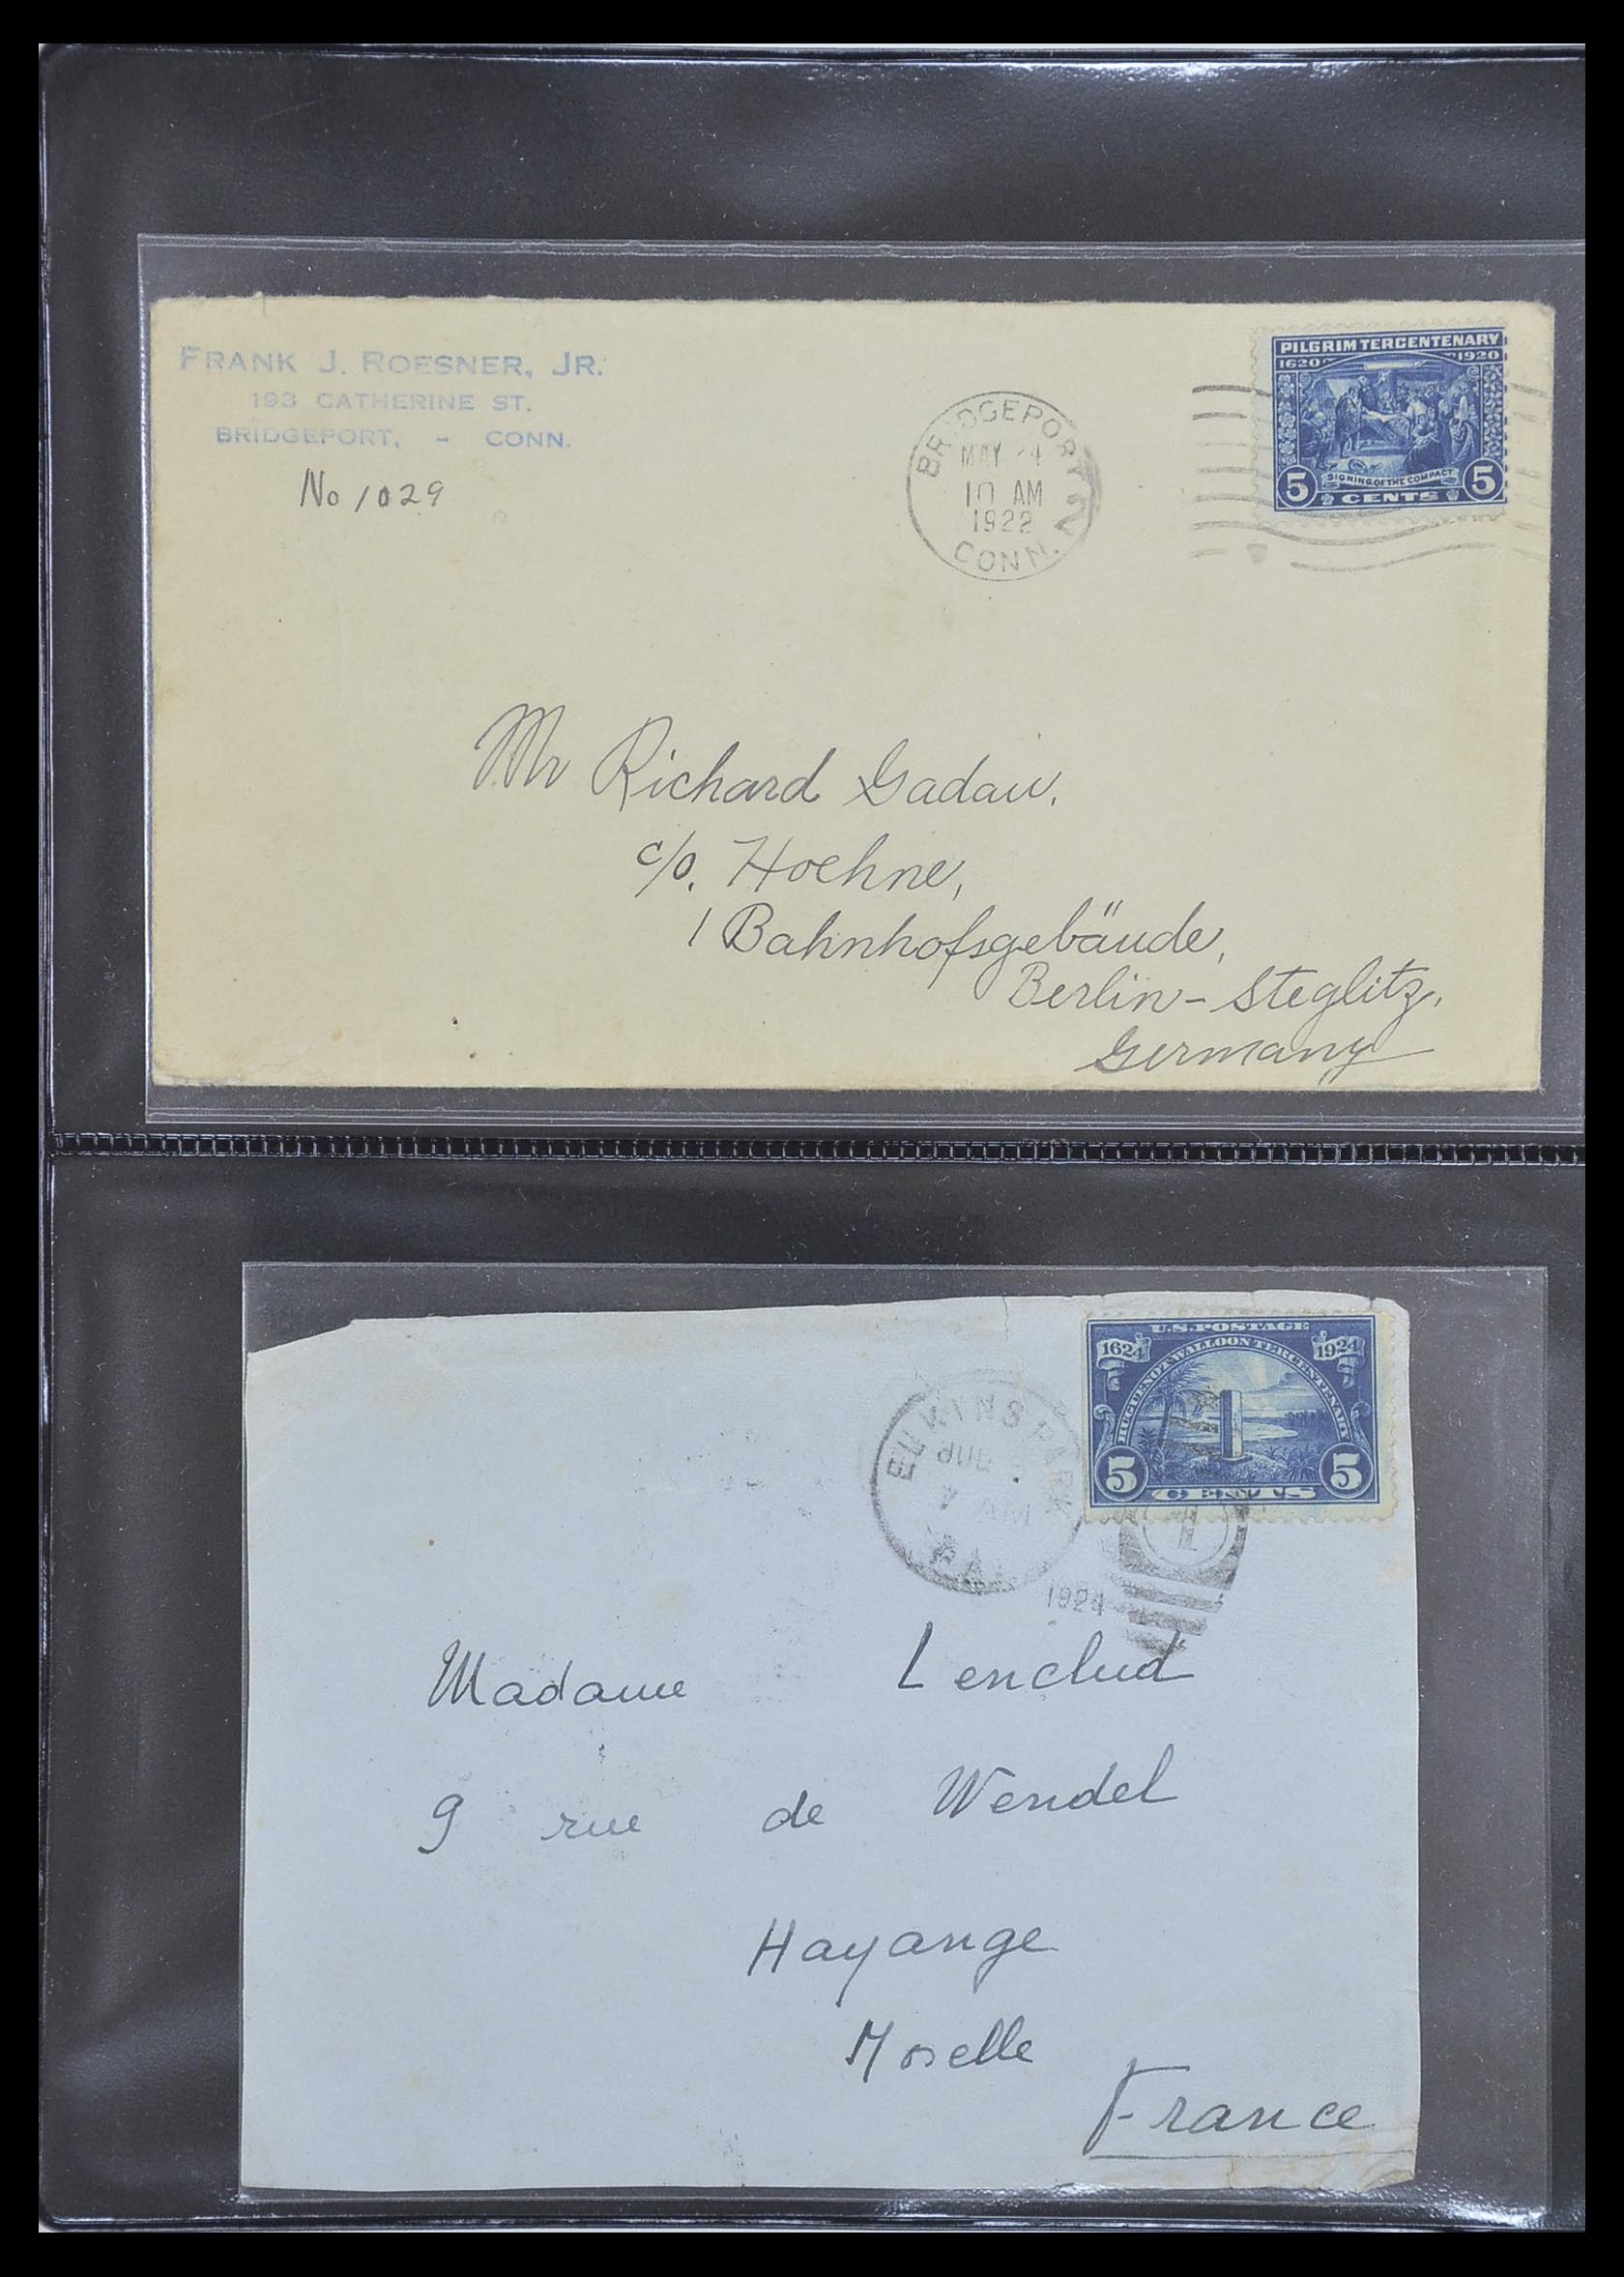 FRANK J. ROESNER, JR.
193 CATHERINE ST.
BRIDGEPORT, - CONN.
No 1029
BRIDGEPORT
MAY 24
10 AM
1922
CONN.
PILGRIM TERCENTENARY
1620 1920
SIGNING OF THE COMPACT
5 CENTS 5
Mr Richard Gadau.
c/o. Hoehne,
1 Bahnhofsgebäude,
Berlin-Steglitz,
Germany
U.S. POSTAGE
1624 1924
HUGUENOT-WALLOON TERCENTENARY
5 CENTS 5
ELKINS PARK
JUL
7 AM
PA.
1924
1
Madame Lenclud
9 rue de Wendel
Hayange
Moselle
France